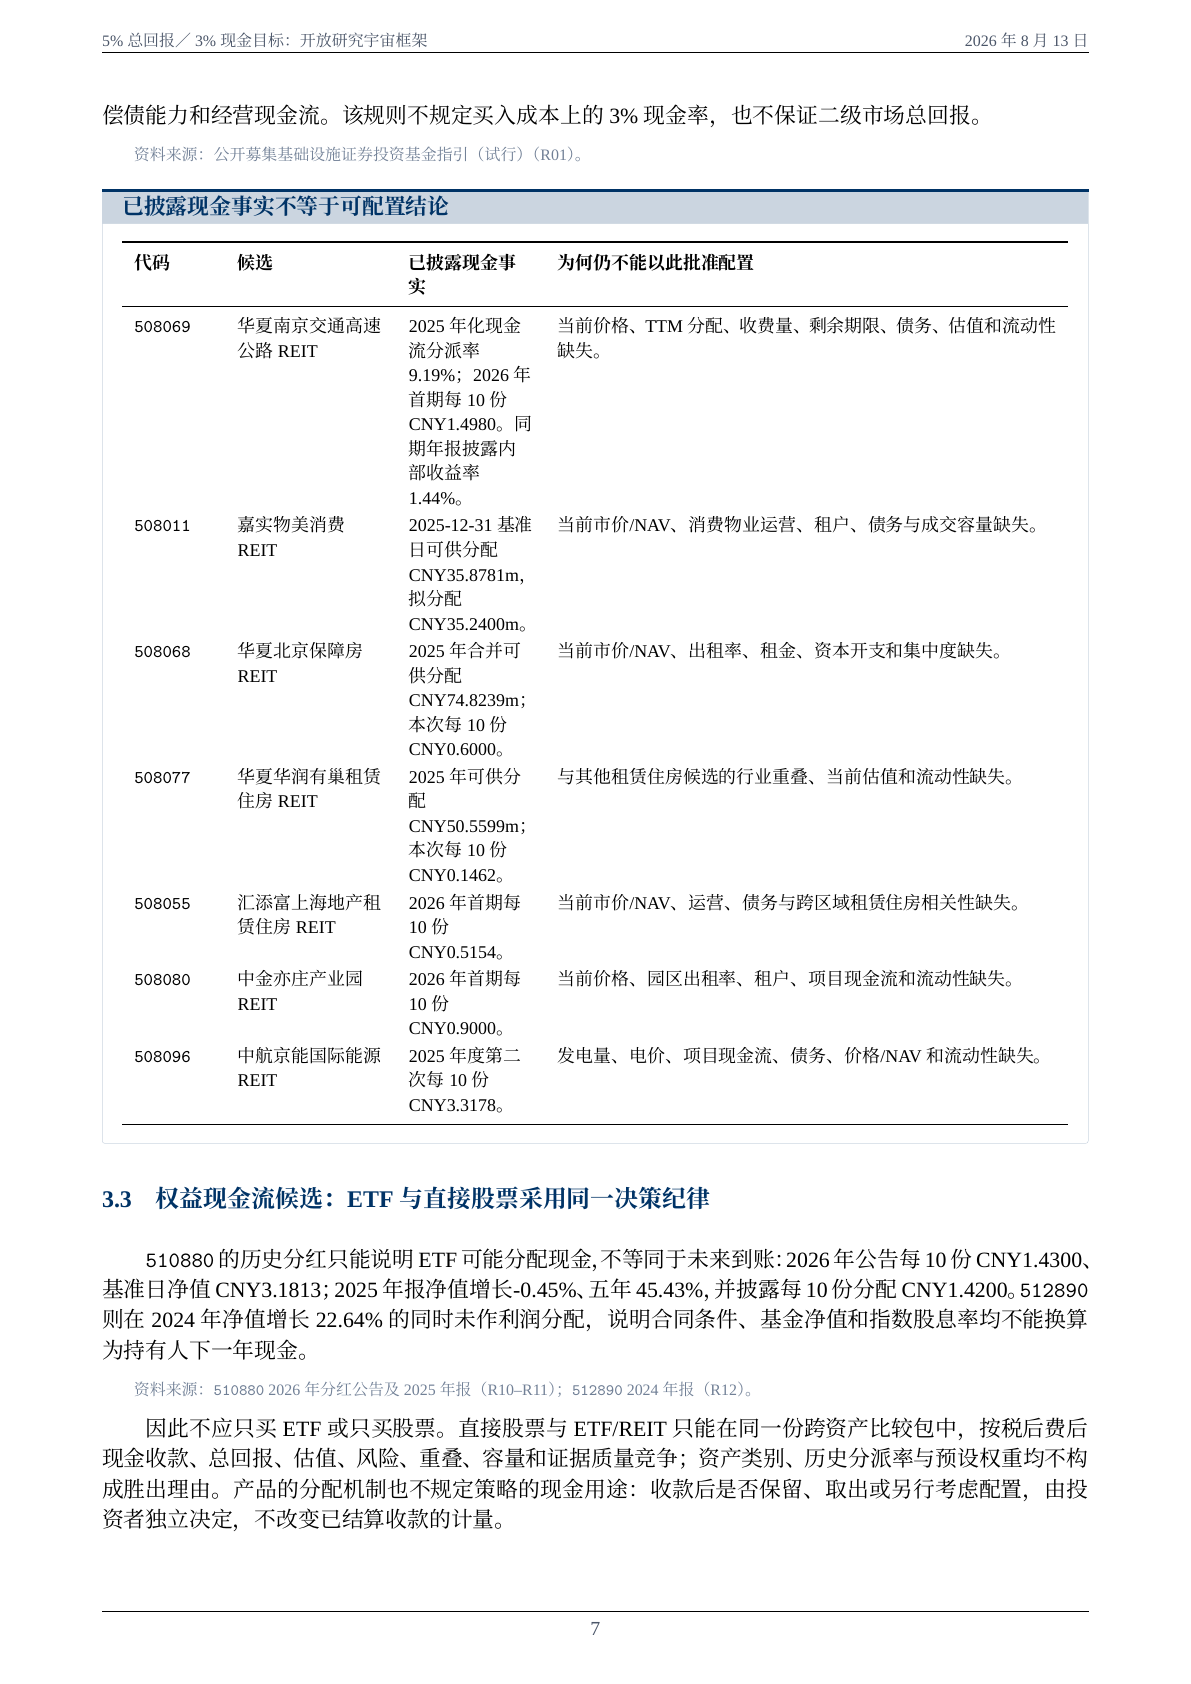 5% 总回报／ 3% 现金目标：开放研究宇宙框架
2026 年 8 月 13 日
偿债能力和经营现金流。该规则不规定买入成本上的 3% 现金率，也不保证二级市场总回报。
资料来源：公开募集基础设施证券投资基金指引（试行）（R01）。
已披露现金事实不等于可配置结论
代码
候选
已披露现金事
实
为何仍不能以此批准配置
508069
华夏南京交通高速
公路 REIT
2025 年化现金
流分派率
9.19%；2026 年
首期每 10 份
CNY1.4980。同
期年报披露内
部收益率
1.44%。
当前价格、TTM 分配、收费量、剩余期限、债务、估值和流动性
缺失。
508011
嘉实物美消费
REIT
2025-12-31 基准
日可供分配
CNY35.8781m，
拟分配
CNY35.2400m。
当前市价/NAV、消费物业运营、租户、债务与成交容量缺失。
508068
华夏北京保障房
REIT
2025 年合并可
供分配
CNY74.8239m；
本次每 10 份
CNY0.6000。
当前市价/NAV、出租率、租金、资本开支和集中度缺失。
508077
华夏华润有巢租赁
住房 REIT
2025 年可供分
配
CNY50.5599m；
本次每 10 份
CNY0.1462。
与其他租赁住房候选的行业重叠、当前估值和流动性缺失。
508055
汇添富上海地产租
赁住房 REIT
2026 年首期每
10 份
CNY0.5154。
当前市价/NAV、运营、债务与跨区域租赁住房相关性缺失。
508080
中金亦庄产业园
REIT
2026 年首期每
10 份
CNY0.9000。
当前价格、园区出租率、租户、项目现金流和流动性缺失。
508096
中航京能国际能源
REIT
2025 年度第二
次每 10 份
CNY3.3178。
发电量、电价、项目现金流、债务、价格/NAV 和流动性缺失。
3.3 权益现金流候选：ETF 与直接股票采用同一决策纪律
510880 的历史分红只能说明 ETF 可能分配现金，不等同于未来到账：2026 年公告每 10 份 CNY1.4300、
基准日净值 CNY3.1813；2025 年报净值增长-0.45%、五年 45.43%，并披露每 10 份分配 CNY1.4200。512890
则在 2024 年净值增长 22.64% 的同时未作利润分配，说明合同条件、基金净值和指数股息率均不能换算
为持有人下一年现金。
资料来源：510880 2026 年分红公告及 2025 年报（R10–R11）；512890 2024 年报（R12）。
因此不应只买 ETF 或只买股票。直接股票与 ETF/REIT 只能在同一份跨资产比较包中，按税后费后
现金收款、总回报、估值、风险、重叠、容量和证据质量竞争；资产类别、历史分派率与预设权重均不构
成胜出理由。产品的分配机制也不规定策略的现金用途：收款后是否保留、取出或另行考虑配置，由投
资者独立决定，不改变已结算收款的计量。
7